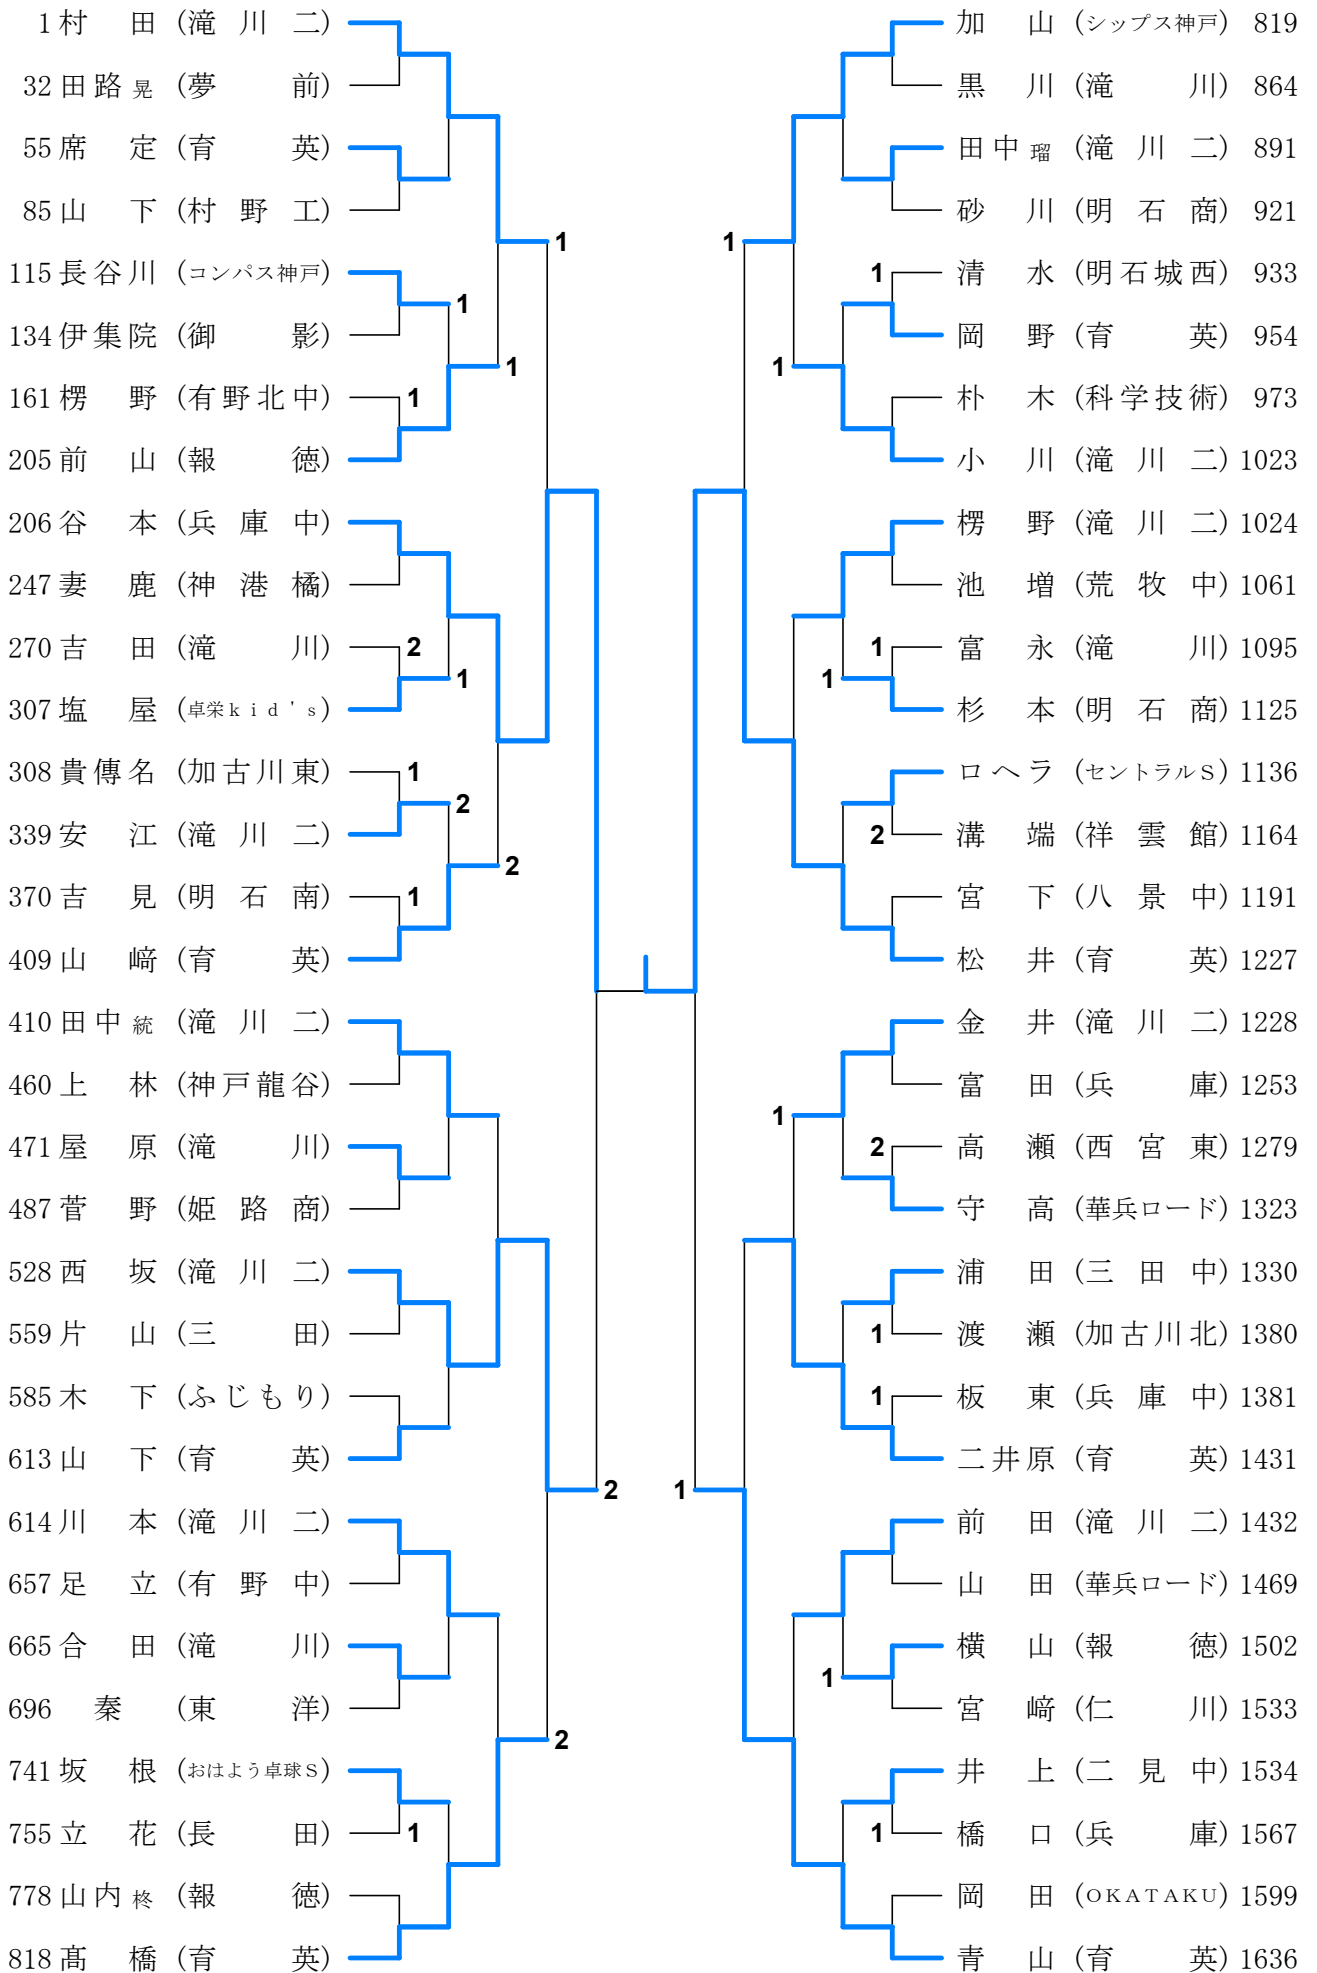 1 村田 (滝川二)
32 田路晃 (夢前)
55 席定 (育英)
85 山下 (村野工)
1
115 長谷川 (コンパス神戸)
1
134 伊集院 (御影)
1
161 楞野 (有野北中) 1
205 前山 (報徳)
206 谷本 (兵庫中)
247 妻鹿 (神港橘)
270 吉田 (滝川) 2
1
307 塩屋 (卓栄kid's)
308 貴傳名 (加古川東) 1
2
339 安江 (滝川二)
2
370 吉見 (明石南) 1
409 山﨑 (育英)
410 田中統 (滝川二)
460 上林 (神戸龍谷)
471 屋原 (滝川)
487 菅野 (姫路商)
528 西坂 (滝川二)
559 片山 (三田)
585 木下 (ふじもり)
613 山下 (育英)
2
614 川本 (滝川二)
657 足立 (有野中)
665 合田 (滝川)
696 秦 (東洋)
2
741 坂根 (おはよう卓球S)
755 立花 (長田) 1
778 山内柊 (報徳)
818 髙橋 (育英)
加山 (シップス神戸) 819
黒川 (滝川) 864
田中瑠 (滝川二) 891
砂川 (明石商) 921
1
1 清水 (明石城西) 933
岡野 (育英) 954
1
朴木 (科学技術) 973
小川 (滝川二) 1023
楞野 (滝川二) 1024
池増 (荒牧中) 1061
1 富永 (滝川) 1095
1
杉本 (明石商) 1125
ロヘラ (セントラルS) 1136
2 溝端 (祥雲館) 1164
宮下 (八景中) 1191
松井 (育英) 1227
金井 (滝川二) 1228
富田 (兵庫) 1253
1
2 高瀬 (西宮東) 1279
守高 (華兵ロード) 1323
浦田 (三田中) 1330
1 渡瀬 (加古川北) 1380
1 板東 (兵庫中) 1381
二井原 (育英) 1431
1
前田 (滝川二) 1432
山田 (華兵ロード) 1469
横山 (報徳) 1502
1
宮﨑 (仁川) 1533
井上 (二見中) 1534
1 橋口 (兵庫) 1567
岡田 (OKATAKU) 1599
青山 (育英) 1636